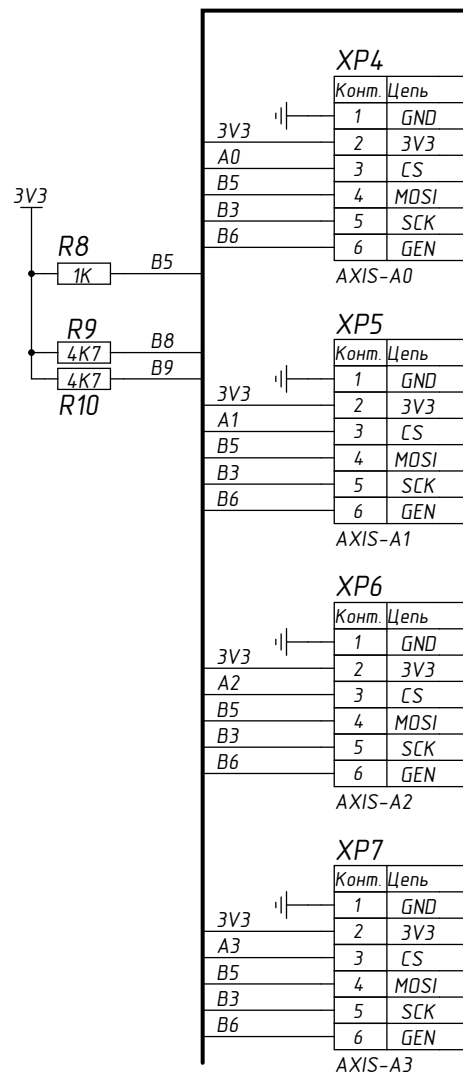 XP4
Конт. Цепь
1 GND
3V3 2 3V3
A0 3 CS
B5 4 MOSI
B3 5 SCK
B6 6 GEN
AXIS-A0
3V3
R8
1K B5
R9
4K7 B8
4K7 B9
R10
XP5
Конт. Цепь
1 GND
3V3 2 3V3
A1 3 CS
B5 4 MOSI
B3 5 SCK
B6 6 GEN
AXIS-A1
XP6
Конт. Цепь
1 GND
3V3 2 3V3
A2 3 CS
B5 4 MOSI
B3 5 SCK
B6 6 GEN
AXIS-A2
XP7
Конт. Цепь
1 GND
3V3 2 3V3
A3 3 CS
B5 4 MOSI
B3 5 SCK
B6 6 GEN
AXIS-A3